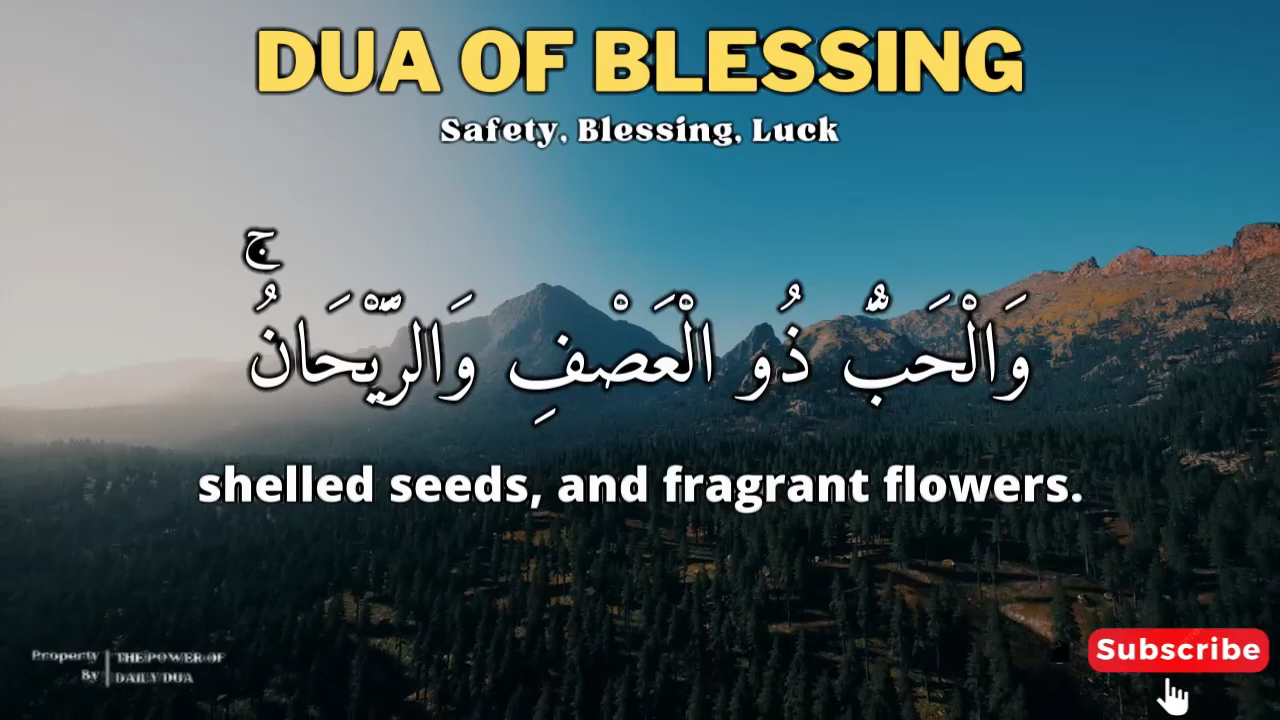 DUA OF BLESSING
Safety, Blessing, Luck
وَالْحَبُّ ذُو الْعَصْفِ وَالرَّيْحَانُۚ
shelled seeds, and fragrant flowers.
Property By | THE POWER OF DAILY DUA
Subscribe